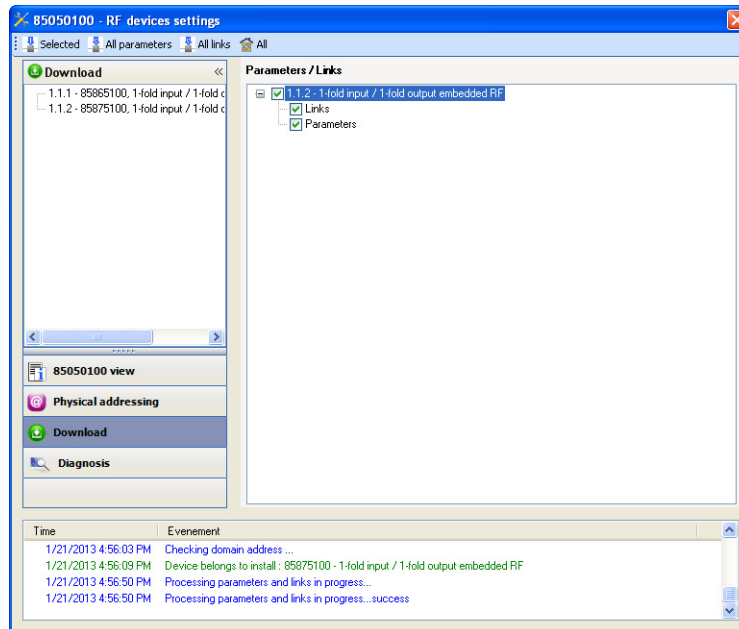 85050100 - RF devices settings
Selected All parameters All links All
Download «
1.1.1 - 85865100, 1-fold input / 1-fold c
1.1.2 - 85875100, 1-fold input / 1-fold c
85050100 view
Physical addressing
Download
Diagnosis
Parameters / Links
1.1.2 - 1-fold input / 1-fold output embedded RF
Links
Parameters
Time Evenement
1/21/2013 4:56:03 PM Checking domain address ...
1/21/2013 4:56:09 PM Device belongs to install : 85875100 - 1-fold input / 1-fold output embedded RF
1/21/2013 4:56:50 PM Processing parameters and links in progress...
1/21/2013 4:56:50 PM Processing parameters and links in progress...success